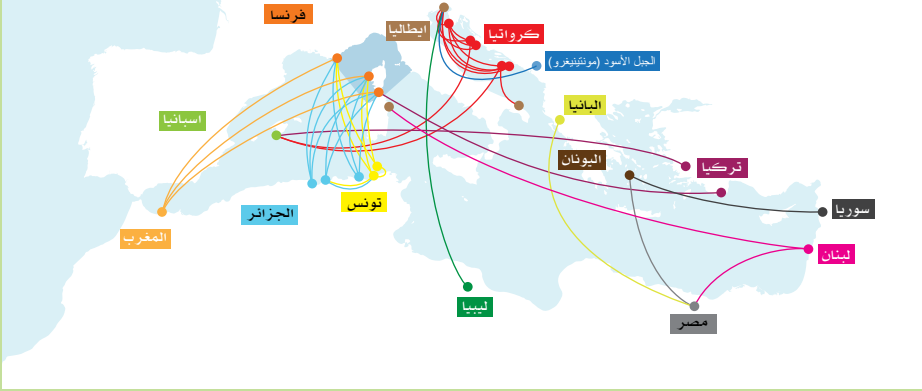 فرنسا
ايطاليا
كرواتيا
الجبل الأسود (مونتينيغرو)
اسبانيا
البانيا
اليونان
تركيا
الجزائر
تونس
سوريا
المغرب
لبنان
ليبيا
مصر